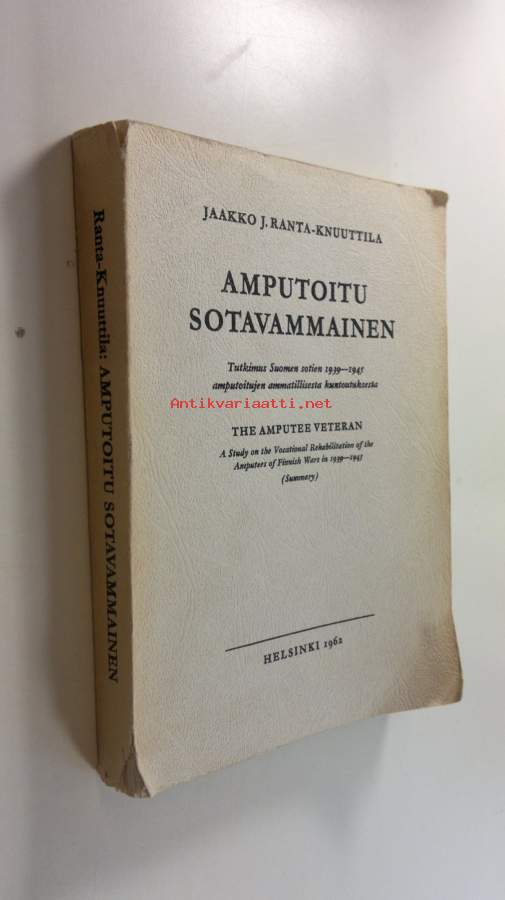 JAAKKO J. RANTA-KNUUTTILA
AMPUTOITU
SOTAVAMMAINEN
Tutkimus Suomen sotien 1939—1945
amputoitujen ammatillisesta kuntoutuksesta
Antikvariaatti.net
THE AMPUTEE VETERAN
A Study on the Vocational Rehabilitation of the
Amputees of Finnish Wars in 1939—1945
(Summary)
HELSINKI 1962
Ranta-Knuuttila: AMPUTOITU SOTAVAMMAINEN